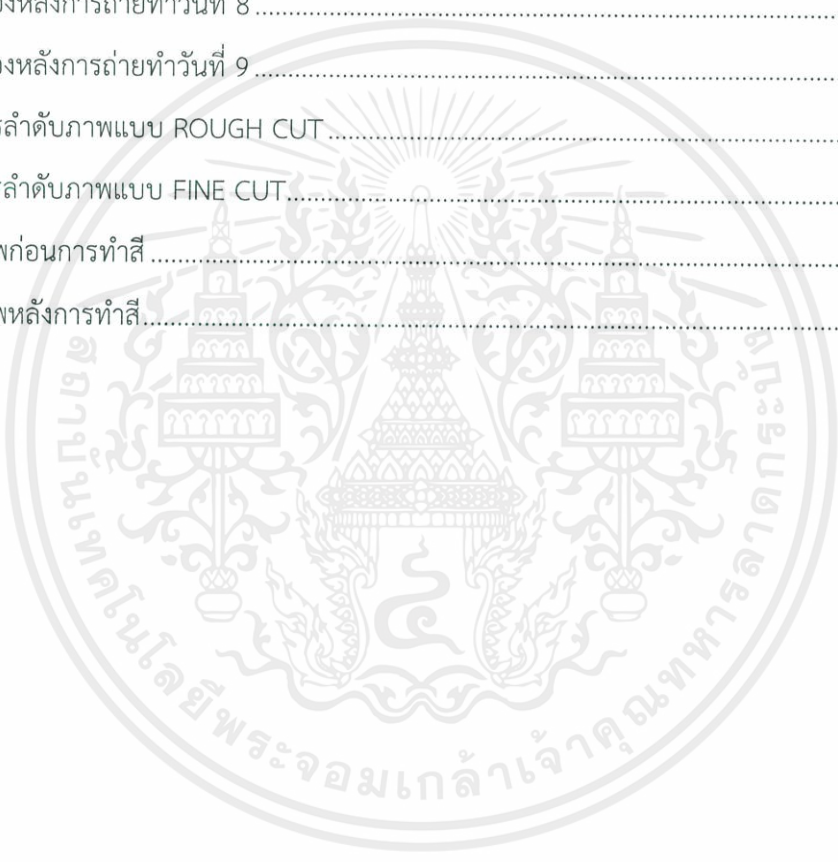 องหลังการถ่ายทำวันที่ 8
องหลังการถ่ายทำวันที่ 9
รลำดับภาพแบบ ROUGH CUT
รลำดับภาพแบบ FINE CUT
พก่อนการทำสี
พหลังการทำสี
สถาบันเทคโนโลยีพระจอมเกล้าเจ้าคุณทหารลาดกระบัง